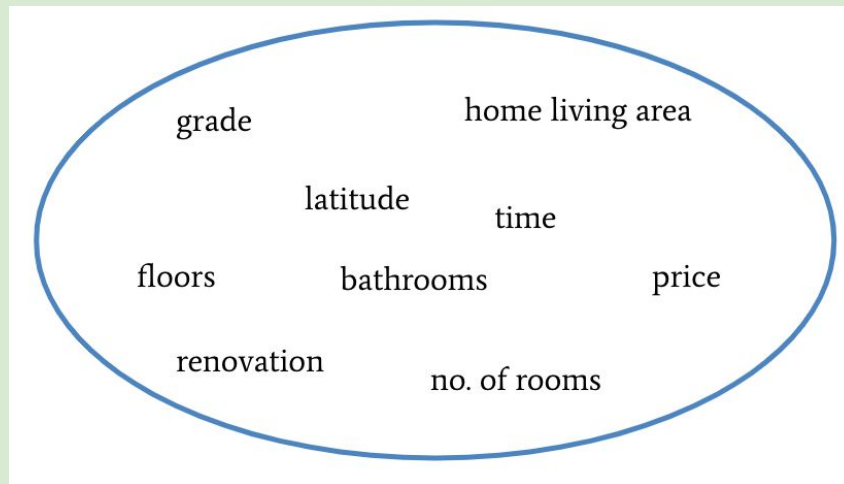 grade
home living area
latitude
time
floors
bathrooms
price
renovation
no. of rooms